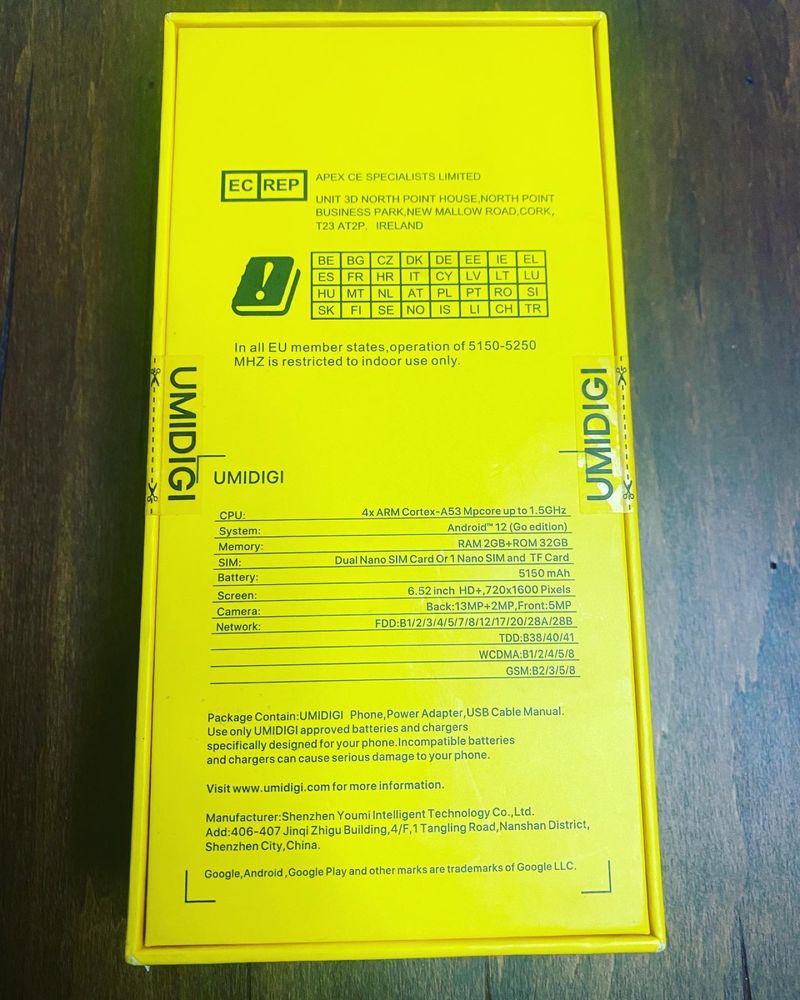 EC REP
APEX CE SPECIALISTS LIMITED
UNIT 3D NORTH POINT HOUSE,NORTH POINT
BUSINESS PARK,NEW MALLOW ROAD,CORK,
T23 AT2P, IRELAND
BE BG CZ DK DE EE IE EL
ES FR HR IT CY LV LT LU
HU MT NL AT PL PT RO SI
SK FI SE NO IS LI CH TR
In all EU member states,operation of 5150-5250
MHZ is restricted to indoor use only.
UMIDIGI
UMIDIGI
UMIDIGI
CPU: 4x ARM Cortex-A53 Mpcore up to 1.5GHz
System: Android™ 12 (Go edition)
Memory: RAM 2GB+ROM 32GB
SIM: Dual Nano SIM Card Or 1 Nano SIM and TF Card
Battery: 5150 mAh
Screen: 6.52 inch HD+,720x1600 Pixels
Camera: Back:13MP+2MP,Front:5MP
Network: FDD:B1/2/3/4/5/7/8/12/17/20/28A/28B
TDD:B38/40/41
WCDMA:B1/2/4/5/8
GSM:B2/3/5/8
Package Contain:UMIDIGI Phone,Power Adapter,USB Cable Manual.
Use only UMIDIGI approved batteries and chargers
specifically designed for your phone.Incompatible batteries
and chargers can cause serious damage to your phone.
Visit www.umidigi.com for more information.
Manufacturer:Shenzhen Youmi Intelligent Technology Co.,Ltd.
Add:406-407 Jinqi Zhigu Building,4/F,1 Tangling Road,Nanshan District,
Shenzhen City,China.
Google,Android ,Google Play and other marks are trademarks of Google LLC.